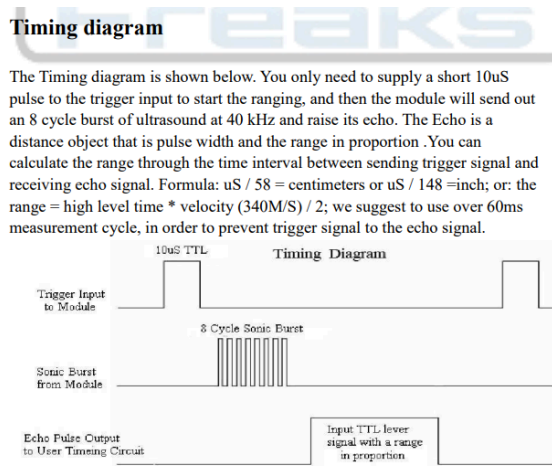 Freaks
Timing diagram
The Timing diagram is shown below. You only need to supply a short 10uS
pulse to the trigger input to start the ranging, and then the module will send out
an 8 cycle burst of ultrasound at 40 kHz and raise its echo. The Echo is a
distance object that is pulse width and the range in proportion .You can
calculate the range through the time interval between sending trigger signal and
receiving echo signal. Formula: uS / 58 = centimeters or uS / 148 =inch; or: the
range = high level time * velocity (340M/S) / 2; we suggest to use over 60ms
measurement cycle, in order to prevent trigger signal to the echo signal.
10uS TTL
Timing Diagram
Trigger Input
to Module
8 Cycle Sonic Burst
Sonic Burst
from Module
Echo Pulse Output
to User Timeing Circuit
Input TTL lever
signal with a range
in proportion